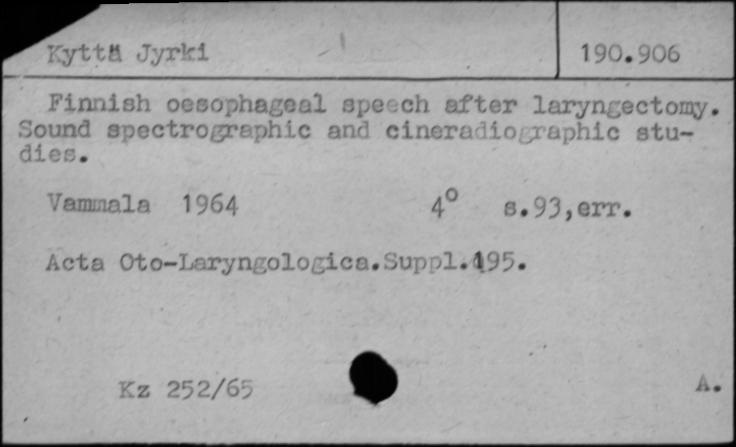 Kyttä Jyrki
190.906
Finnish oesophageal speech after laryngectomy.
Sound spectrographic and cineradiographic stu-
dies.
Vammala 1964 4° s.93,err.
Acta Oto-Laryngologica.Suppl.195.
Kz 252/65 A.